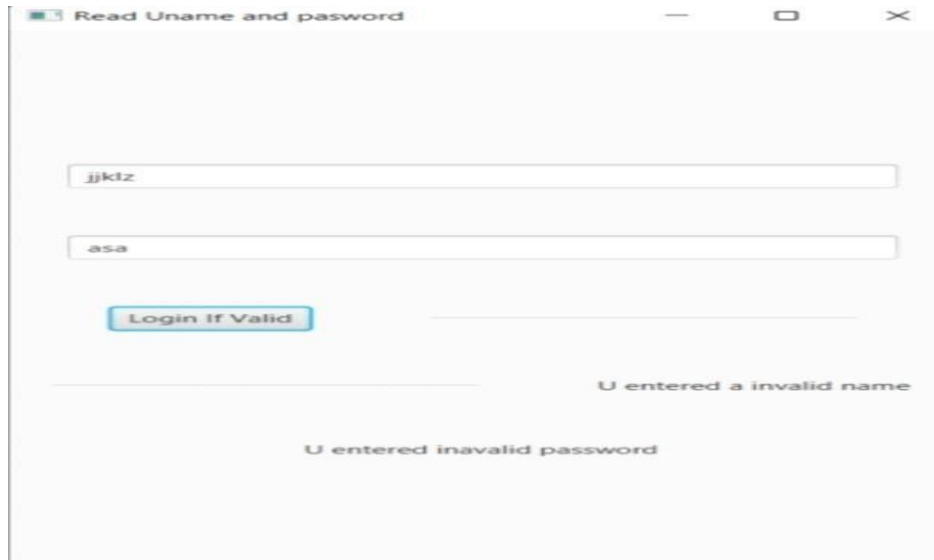 Read Uname and pasword
jjklz
asa
Login If Valid
U entered a invalid name
U entered inavalid password